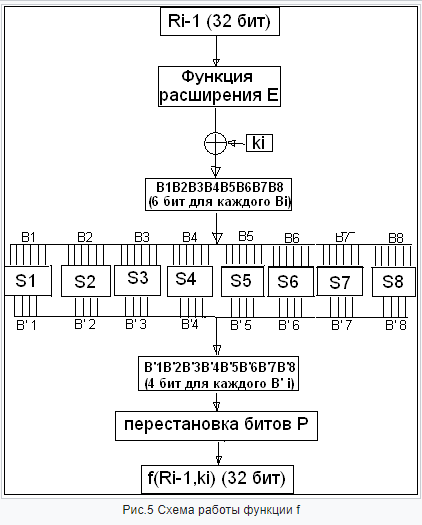 Ri-1 (32 бит)
Функция
расширения E
ki
B1B2B3B4B5B6B7B8
(6 бит для каждого Bi)
B1 B2 B3 B4 B5 B6 B7 B8
S1 S2 S3 S4 S5 S6 S7 S8
B'1 B'2 B'3 B'4 B'5 B'6 B'7 B'8
B'1B'2B'3B'4B'5B'6B'7B'8
(4 бит для каждого B' i)
перестановка битов P
f(Ri-1,ki) (32 бит)
Рис.5 Схема работы функции f